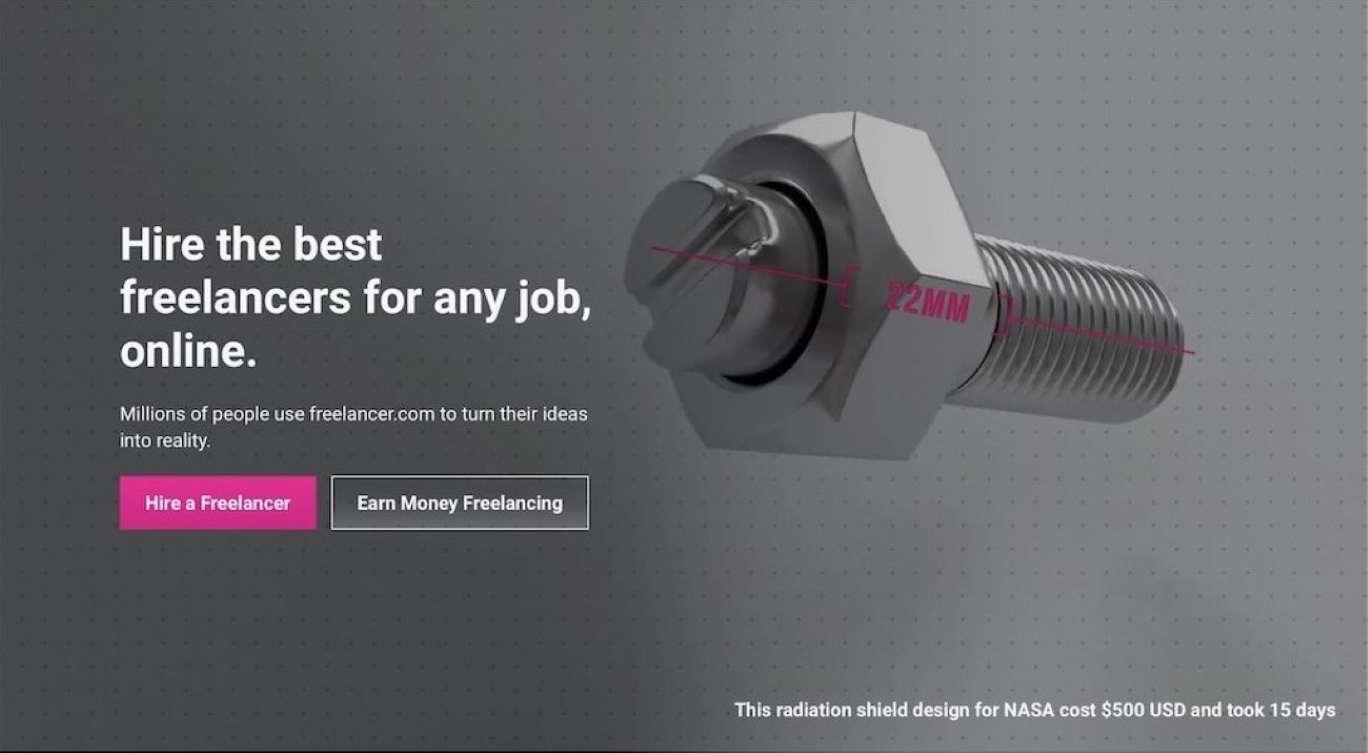 Hire the best
freelancers for any job,
online.
Millions of people use freelancer.com to turn their ideas
into reality.
Hire a Freelancer
Earn Money Freelancing
22MM
This radiation shield design for NASA cost $500 USD and took 15 days